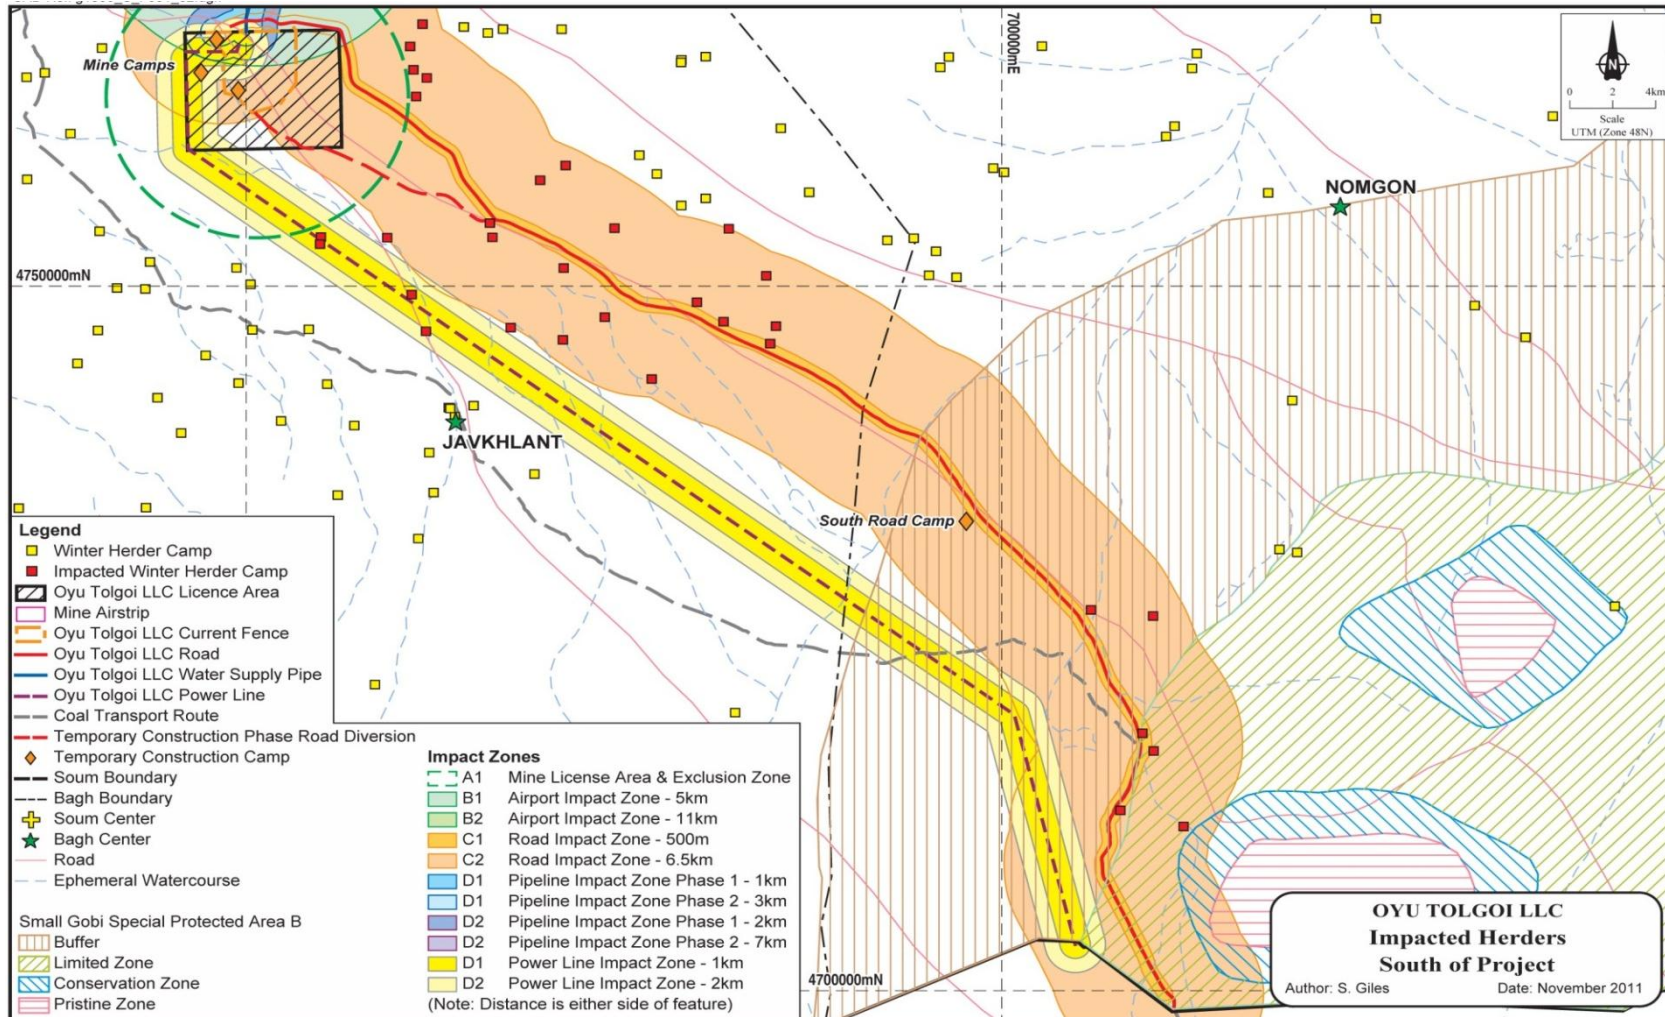 Mine Camps
700000mE
N
0 2 4km
Scale
UTM (Zone 48N)
NOMGON
4750000mN
JAVKHLANT
South Road Camp
4700000mN
Legend
Winter Herder Camp
Impacted Winter Herder Camp
Oyu Tolgoi LLC Licence Area
Mine Airstrip
Oyu Tolgoi LLC Current Fence
Oyu Tolgoi LLC Road
Oyu Tolgoi LLC Water Supply Pipe
Oyu Tolgoi LLC Power Line
Coal Transport Route
Temporary Construction Phase Road Diversion
Temporary Construction Camp
Soum Boundary
Bagh Boundary
Soum Center
Bagh Center
Road
Ephemeral Watercourse
Small Gobi Special Protected Area B
Buffer
Limited Zone
Conservation Zone
Pristine Zone
Impact Zones
A1 Mine License Area & Exclusion Zone
B1 Airport Impact Zone - 5km
B2 Airport Impact Zone - 11km
C1 Road Impact Zone - 500m
C2 Road Impact Zone - 6.5km
D1 Pipeline Impact Zone Phase 1 - 1km
D1 Pipeline Impact Zone Phase 2 - 3km
D2 Pipeline Impact Zone Phase 1 - 2km
D2 Pipeline Impact Zone Phase 2 - 7km
D1 Power Line Impact Zone - 1km
D2 Power Line Impact Zone - 2km
(Note: Distance is either side of feature)
OYU TOLGOI LLC
Impacted Herders
South of Project
Author: S. Giles Date: November 2011